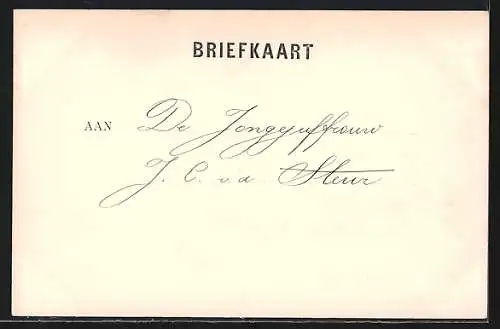 BRIEFKAART
AAN De Jongejuffrouw
J. C. v. d. Steur